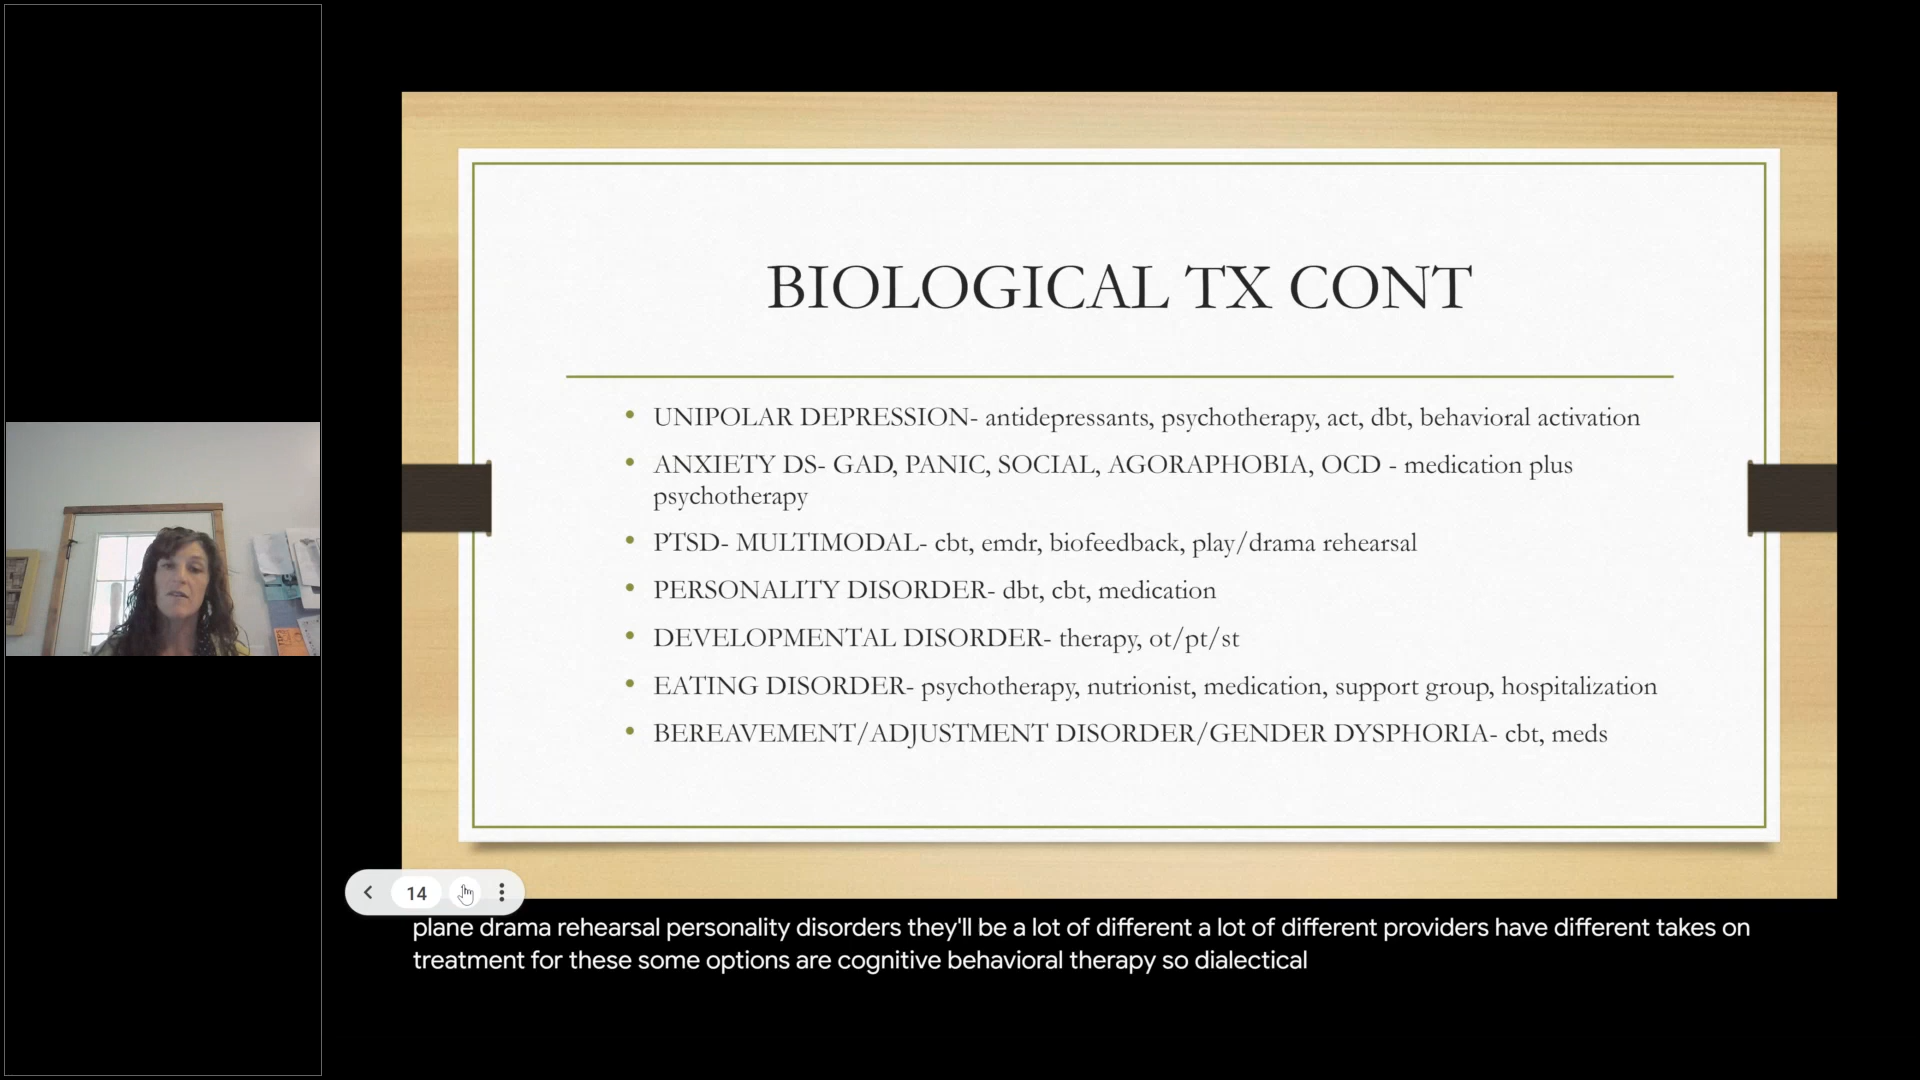 BIOLOGICAL TX CONT
• UNIPOLAR DEPRESSION- antidepressants, psychotherapy, act, dbt, behavioral activation
• ANXIETY DS- GAD, PANIC, SOCIAL, AGORAPHOBIA, OCD - medication plus
psychotherapy
• PTSD- MULTIMODAL- cbt, emdr, biofeedback, play/drama rehearsal
• PERSONALITY DISORDER- dbt, cbt, medication
• DEVELOPMENTAL DISORDER- therapy, ot/pt/st
• EATING DISORDER- psychotherapy, nutrionist, medication, support group, hospitalization
• BEREAVEMENT/ADJUSTMENT DISORDER/GENDER DYSPHORIA- cbt, meds
14
plane drama rehearsal personality disorders they'll be a lot of different a lot of different providers have different takes on
treatment for these some options are cognitive behavioral therapy so dialectical